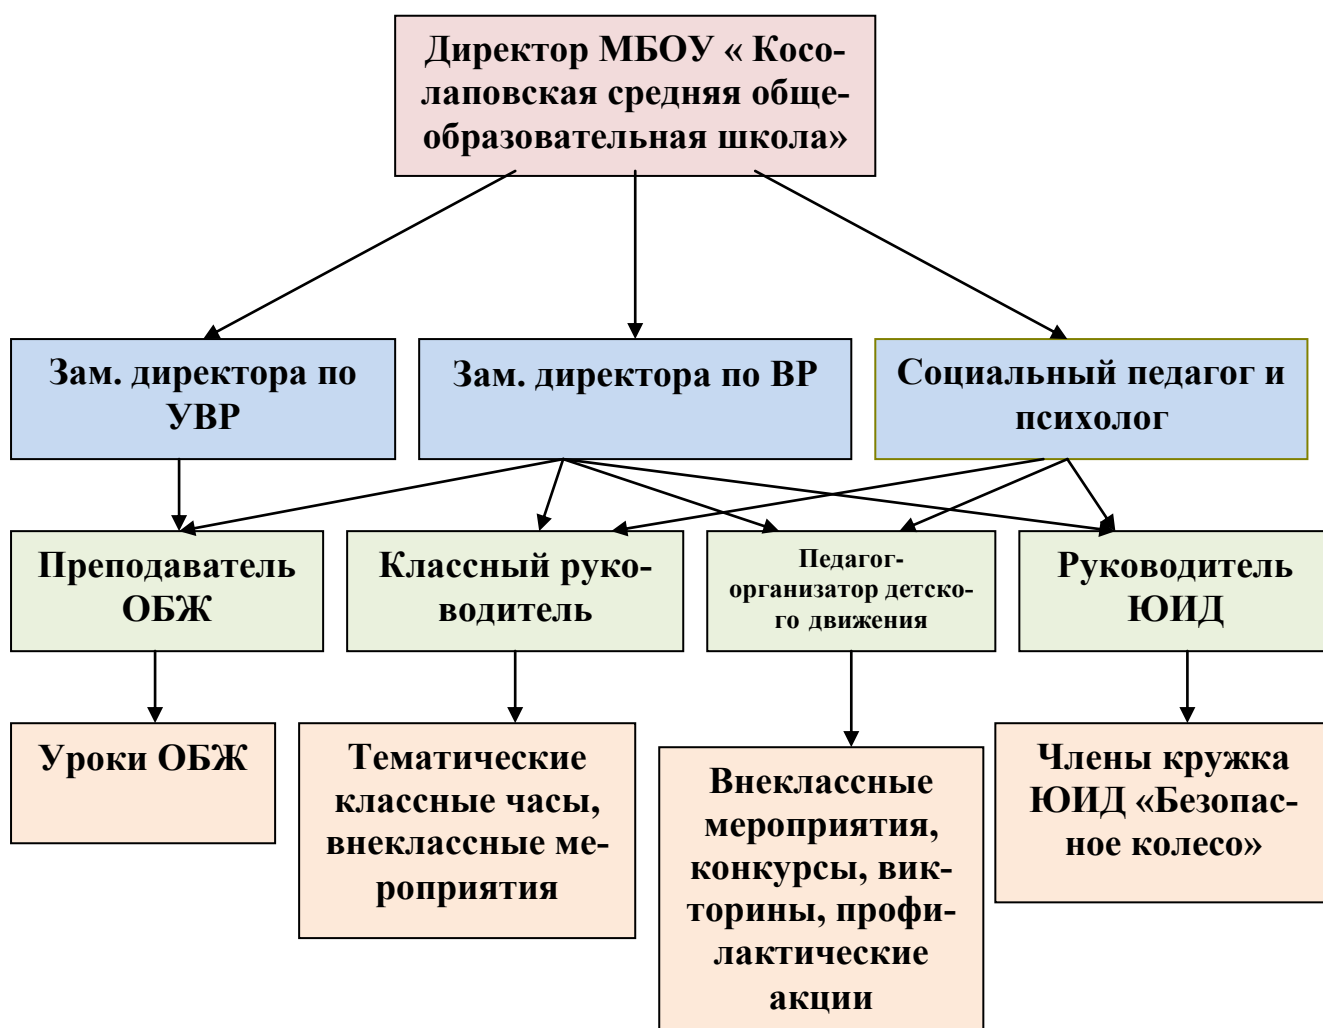 Директор МБОУ « Косо-
лаповская средняя обще-
образовательная школа»
Зам. директора по
УВР
Зам. директора по ВР
Социальный педагог и
психолог
Преподаватель
ОБЖ
Классный руко-
водитель
Педагог-
организатор детско-
го движения
Руководитель
ЮИД
Уроки ОБЖ
Тематические
классные часы,
внеклассные ме-
роприятия
Внеклассные
мероприятия,
конкурсы, вик-
торины, профи-
лактические
акции
Члены кружка
ЮИД «Безопас-
ное колесо»